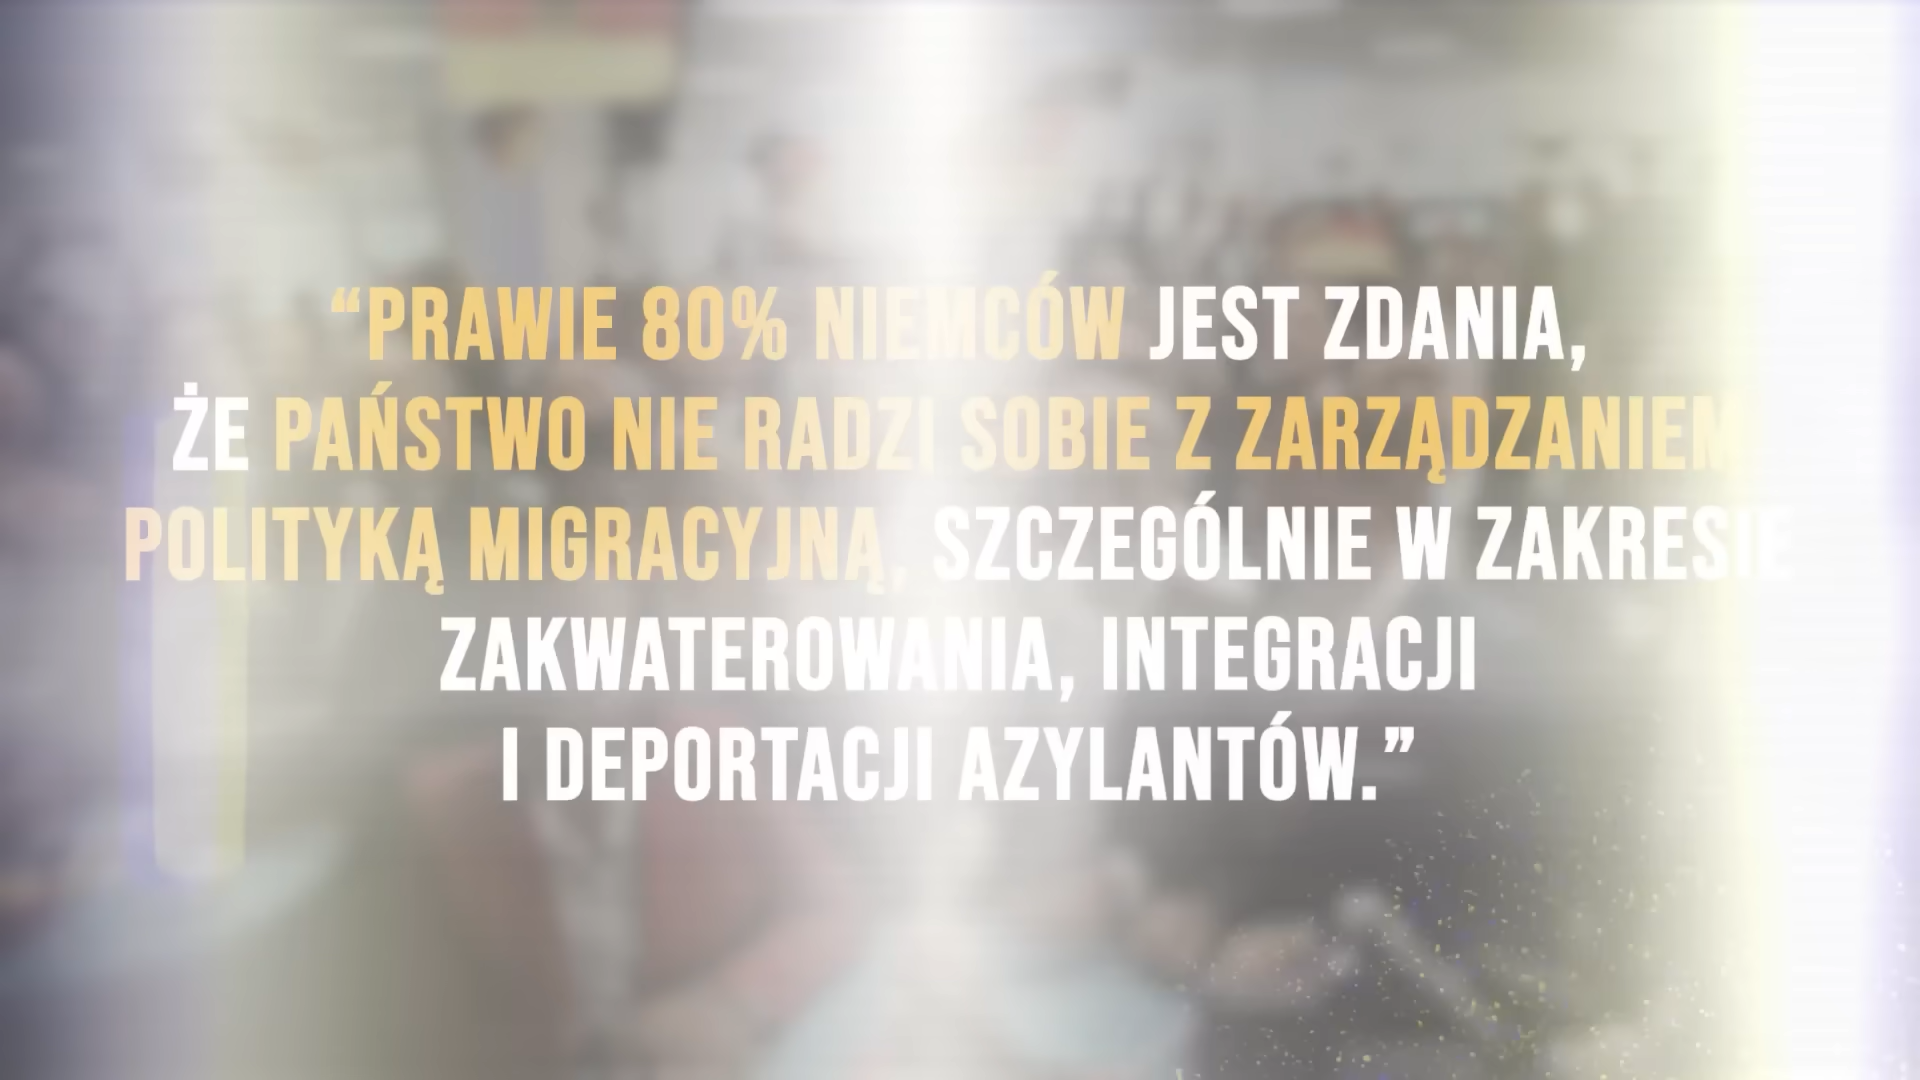 “PRAWIE 80% NIEMCÓW JEST ZDANIA,
ŻE PAŃSTWO NIE RADZI SOBIE Z ZARZĄDZANIEM
POLITYKĄ MIGRACYJNĄ, SZCZEGÓLNIE W ZAKRESIE
ZAKWATEROWANIA, INTEGRACJI
I DEPORTACJI AZYLANTÓW.”